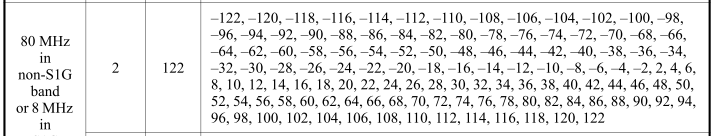 80 MHz
in
non-S1G
band
or 8 MHz
in
2
122
–122, –120, –118, –116, –114, –112, –110, –108, –106, –104, –102, –100, –98,
–96, –94, –92, –90, –88, –86, –84, –82, –80, –78, –76, –74, –72, –70, –68, –66,
–64, –62, –60, –58, –56, –54, –52, –50, –48, –46, –44, –42, –40, –38, –36, –34,
–32, –30, –28, –26, –24, –22, –20, –18, –16, –14, –12, –10, –8, –6, –4, –2, 2, 4, 6,
8, 10, 12, 14, 16, 18, 20, 22, 24, 26, 28, 30, 32, 34, 36, 38, 40, 42, 44, 46, 48, 50,
52, 54, 56, 58, 60, 62, 64, 66, 68, 70, 72, 74, 76, 78, 80, 82, 84, 86, 88, 90, 92, 94,
96, 98, 100, 102, 104, 106, 108, 110, 112, 114, 116, 118, 120, 122